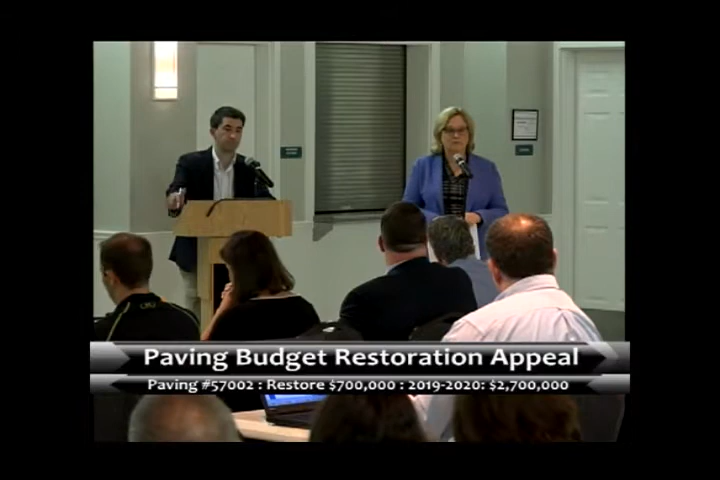 Paving Budget Restoration Appeal
Paving #57002 : Restore $700,000 : 2019-2020: $2,700,000